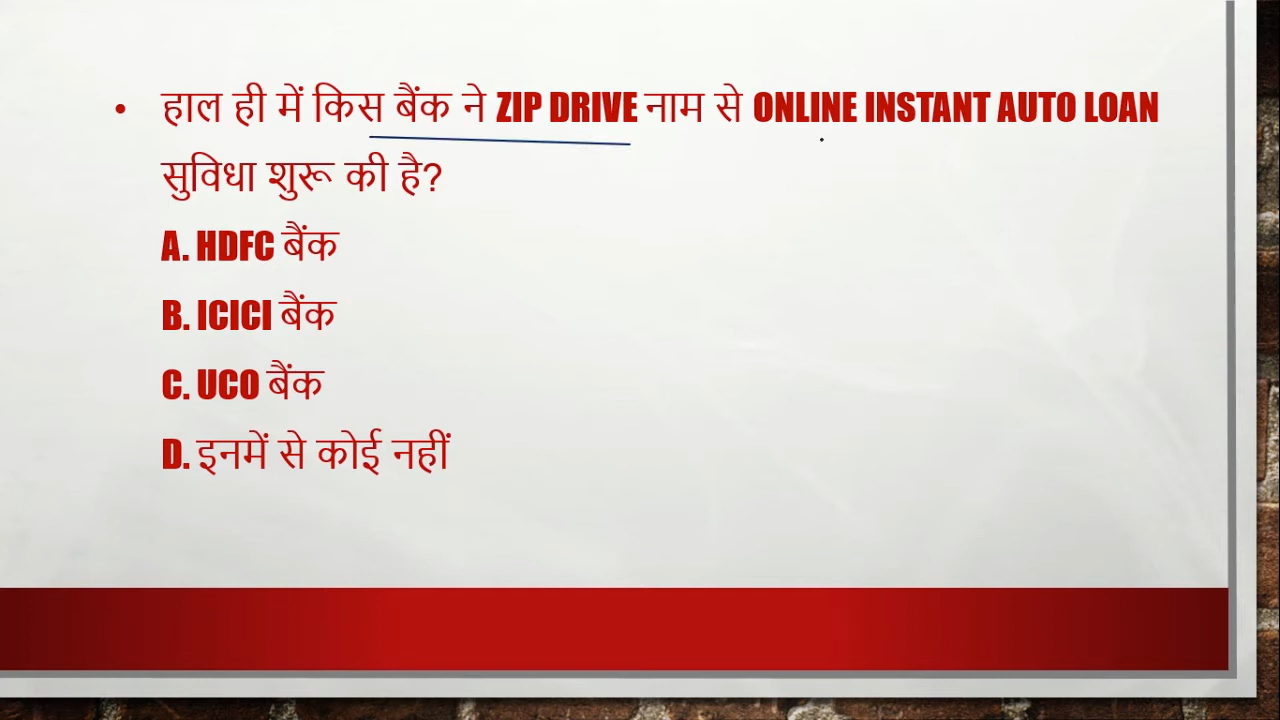 • हाल ही में किस बैंक ने ZIP DRIVE नाम से ONLINE INSTANT AUTO LOAN
सुविधा शुरू की है?
A. HDFC बैंक
B. ICICI बैंक
C. UCO बैंक
D. इनमें से कोई नहीं